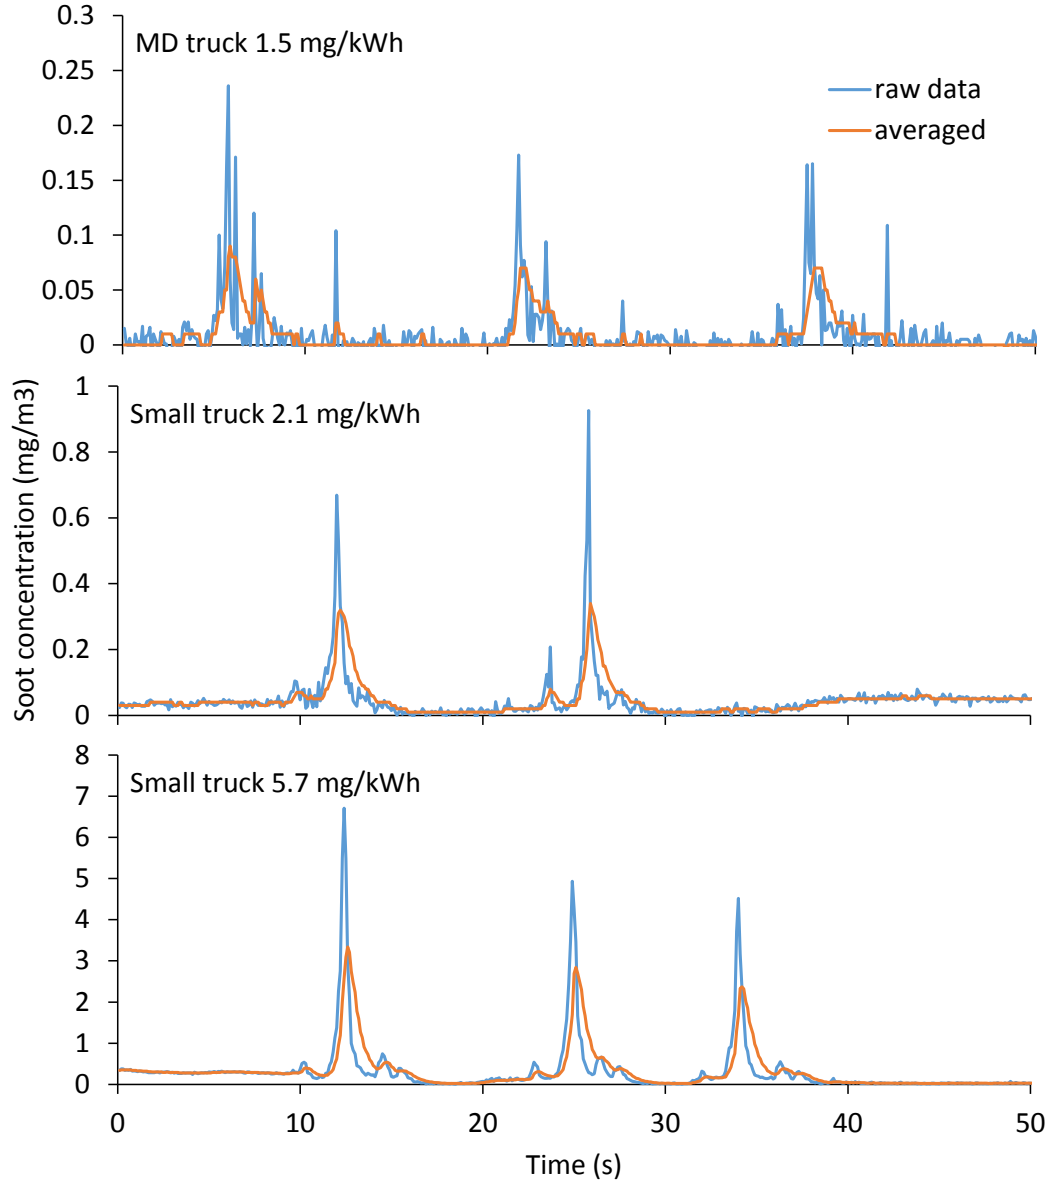 0.3
MD truck 1.5 mg/kWh
0.25
raw data
0.2
averaged
0.15
0.1
0.05
0
Soot concentration (mg/m3)
1
Small truck 2.1 mg/kWh
0.8
0.6
0.4
0.2
0
8
Small truck 5.7 mg/kWh
7
6
5
4
3
2
1
0
0 10 20 30 40 50
Time (s)